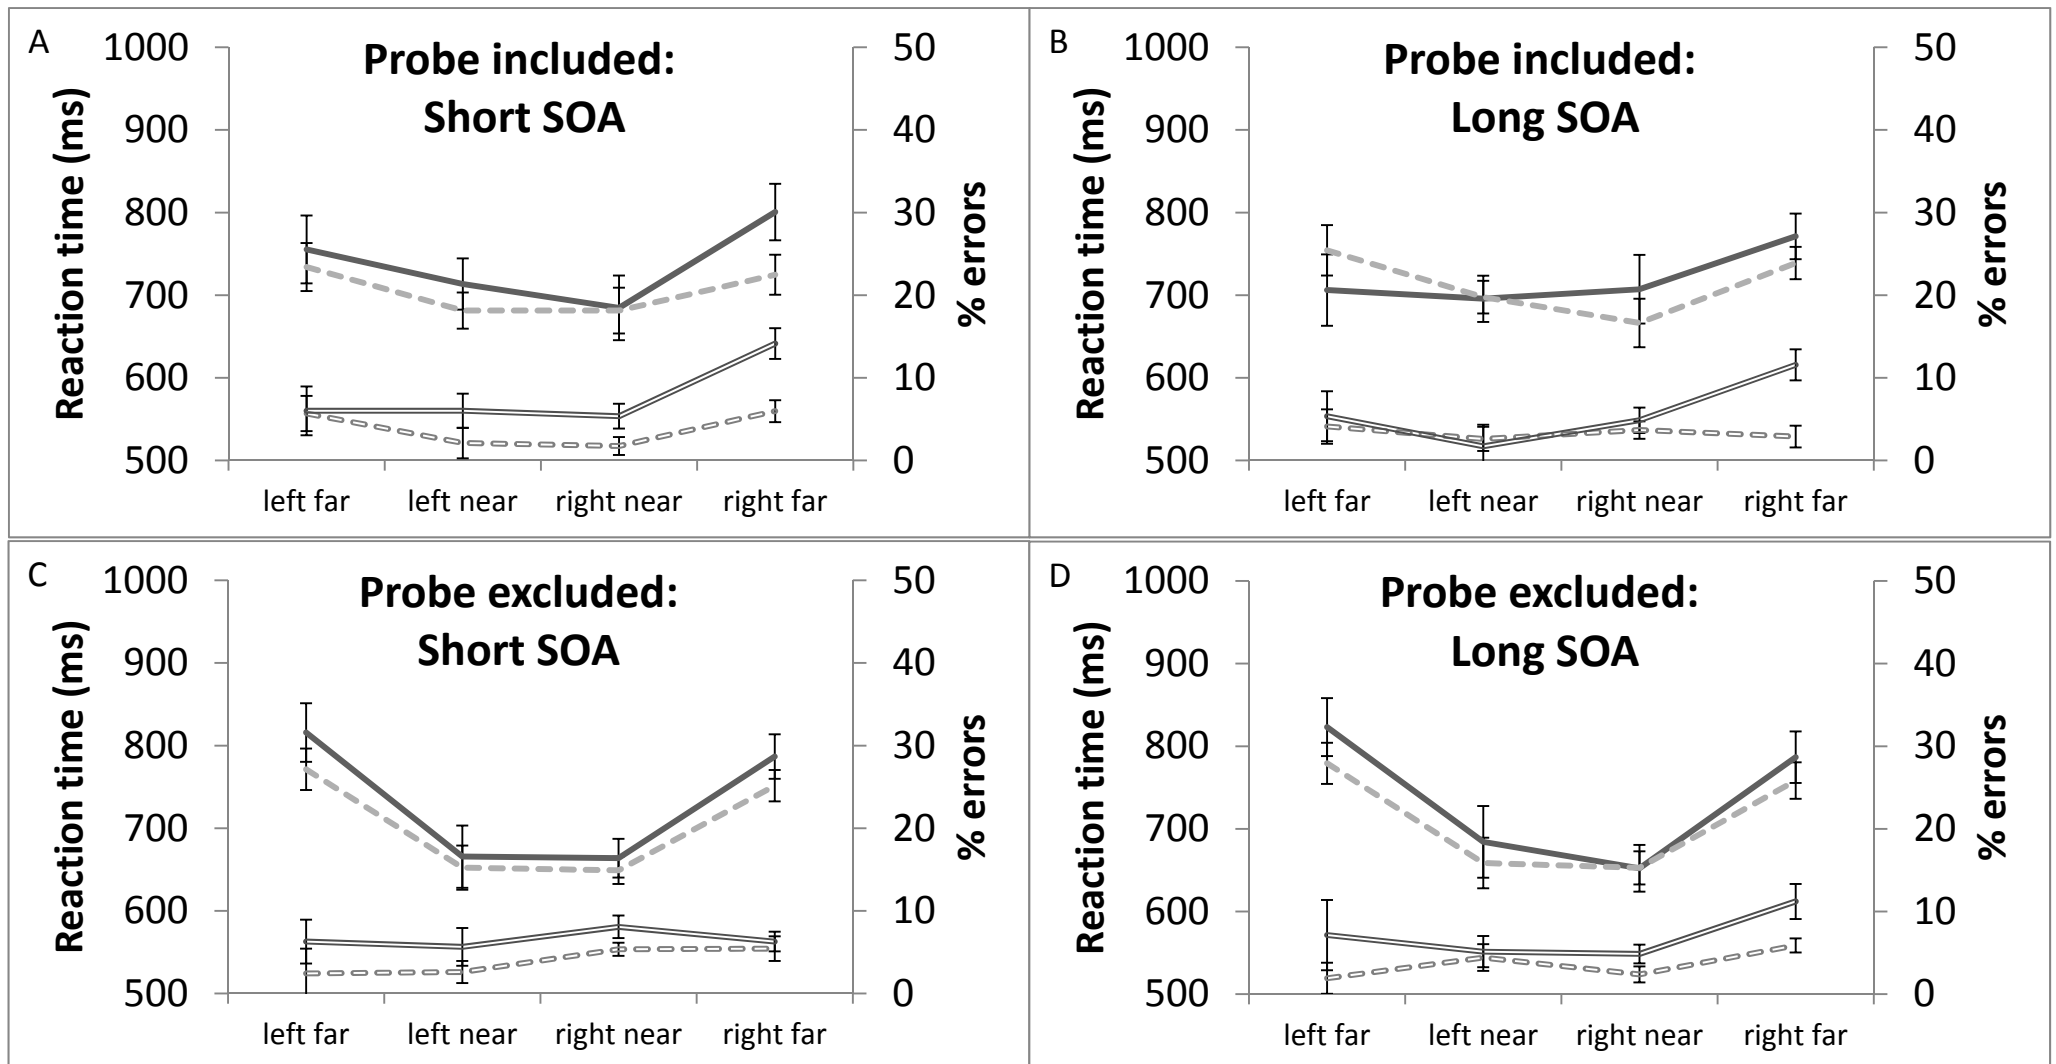 A
Probe included:
Short SOA
Reaction time (ms)
1000
900
800
700
600
500
50
40
30
20
10
0
% errors
left far
left near
right near
right far
B
Probe included:
Long SOA
Reaction time (ms)
1000
900
800
700
600
500
50
40
30
20
10
0
% errors
left far
left near
right near
right far
C
Probe excluded:
Short SOA
Reaction time (ms)
1000
900
800
700
600
500
50
40
30
20
10
0
% errors
left far
left near
right near
right far
D
Probe excluded:
Long SOA
Reaction time (ms)
1000
900
800
700
600
500
50
40
30
20
10
0
% errors
left far
left near
right near
right far